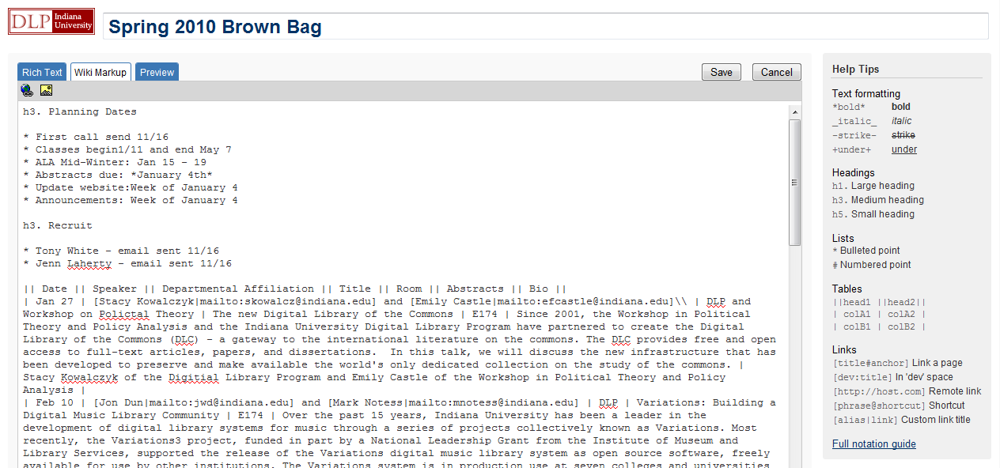 DLP Indiana University
Spring 2010 Brown Bag
Rich Text Wiki Markup Preview Save Cancel
h3. Planning Dates
* First call send 11/16
* Classes begin1/11 and end May 7
* ALA Mid-Winter: Jan 15 - 19
* Abstracts due: *January 4th*
* Update website:Week of January 4
* Announcements: Week of January 4
h3. Recruit
* Tony White - email sent 11/16
* Jenn Laherty - email sent 11/16
|| Date || Speaker || Departmental Affiliation || Title || Room || Abstracts || Bio ||
| Jan 27 | [Stacy Kowalczyk|mailto:skowalcz@indiana.edu] and [Emily Castle|mailto:efcastle@indiana.edu]\\ | DLP and
Workshop on Polictal Theory | The new Digital Library of the Commons | E174 | Since 2001, the Workshop in Political
Theory and Policy Analysis and the Indiana University Digital Library Program have partnered to create the Digital
Library of the Commons (DLC) - a gateway to the international literature on the commons. The DLC provides free and open
access to full-text articles, papers, and dissertations.  In this talk, we will discuss the new infrastructure that has
been developed to preserve and make available the world's only dedicated collection on the study of the commons. |
Stacy Kowalczyk of the Digitial Library Program and Emily Castle of the Workshop in Political Theory and Policy
Analysis |
| Feb 10 | [Jon Dun|mailto:jwd@indiana.edu] and [Mark Notess|mailto:mnotess@indiana.edu] | DLP | Variations: Building a
Digital Music Library Community | E174 | Over the past 15 years, Indiana University has been a leader in the
development of digital library systems for music through a series of projects collectively known as Variations. Most
recently, the Variations3 project, funded in part by a National Leadership Grant from the Institute of Museum and
Library Services, supported the release of the Variations digital music library system as open source software, freely
available for use by other institutions. The Variations system is in production use at seven colleges and universities
Help Tips
Text formatting
*bold* bold
_italic_ italic
-strike- strike
+under+ under
Headings
h1. Large heading
h3. Medium heading
h5. Small heading
Lists
* Bulleted point
# Numbered point
Tables
||head1 ||head2||
| colA1 | colA2 |
| colB1 | colB2 |
Links
[title#anchor] Link a page
[dev:title] In 'dev' space
[http://host.com] Remote link
[phrase@shortcut] Shortcut
[alias|link] Custom link title
Full notation guide